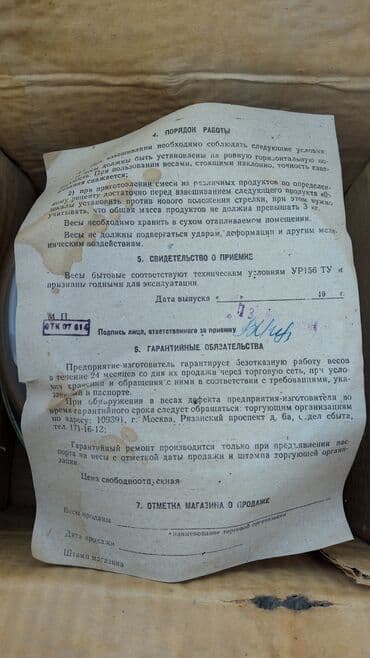 4. ПОРЯДОК РАБОТЫ
взвешивании необходимо соблюдать следующие условия:
должны быть установлены на ровную горизонтальную по-
При пользовании весами, стоящими наклонно, точность взве-
шивания снижается;
2) при приготовлении смеси из различных продуктов по определен-
ному рецепту достаточно перед взвешиванием следующего продукта
шкалы установить против нового положения стрелки, при этом нужно
учитывать, что общая масса продуктов не должна превышать 3 кг.
Весы необходимо хранить в сухом отапливаемом помещении.
Весы не должны подвергаться ударам, деформации и другим меха-
ническим воздействиям.
5. СВИДЕТЕЛЬСТВО О ПРИЕМКЕ
Весы бытовые соответствуют техническим условиям УР156 ТУ и
признаны годными для эксплуатации.
Дата выпуска « » 19 г.
М. П.
ОТК 07 014
Подпись лица, ответственного за приемку
6. ГАРАНТИЙНЫЕ ОБЯЗАТЕЛЬСТВА
Предприятие-изготовитель гарантирует безотказную работу весов
в течение 24 месяцев со дня их продажи через торговую сеть, при усло-
вии хранения и обращения с ними в соответствии с требованиями, ука-
занными в паспорте.
При обнаружении в весах дефекта предприятия-изготовителя во
время гарантийного срока следует обращаться: торгующим организациям
по адресу: 109391, г. Москва, Рязанский проспект д. 6а, отдел сбыта,
тел. 171-16-12;
Гарантийный ремонт производится только при предъявлении пас-
порта на весы с отметкой даты продажи и штампа торгующей органи-
зации.
Цена свободноотпускная
7. ОТМЕТКА МАГАЗИНА О ПРОДАЖЕ
Весы проданы
наименование торговой организации
Дата продажи
Штамп магазина